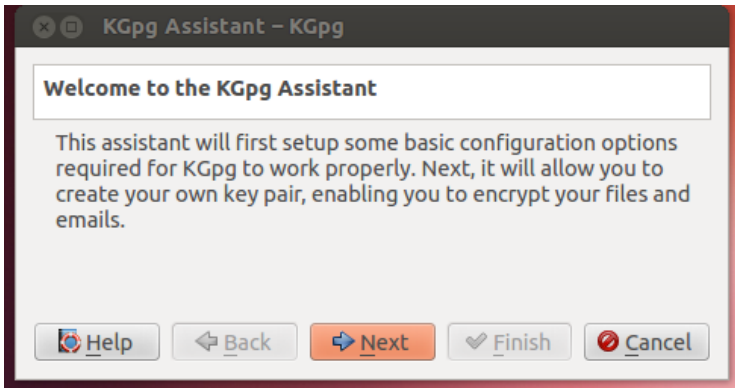 KGpg Assistant – KGpg
Welcome to the KGpg Assistant
This assistant will first setup some basic configuration options
required for KGpg to work properly. Next, it will allow you to
create your own key pair, enabling you to encrypt your files and
emails.
Help Back Next Finish Cancel